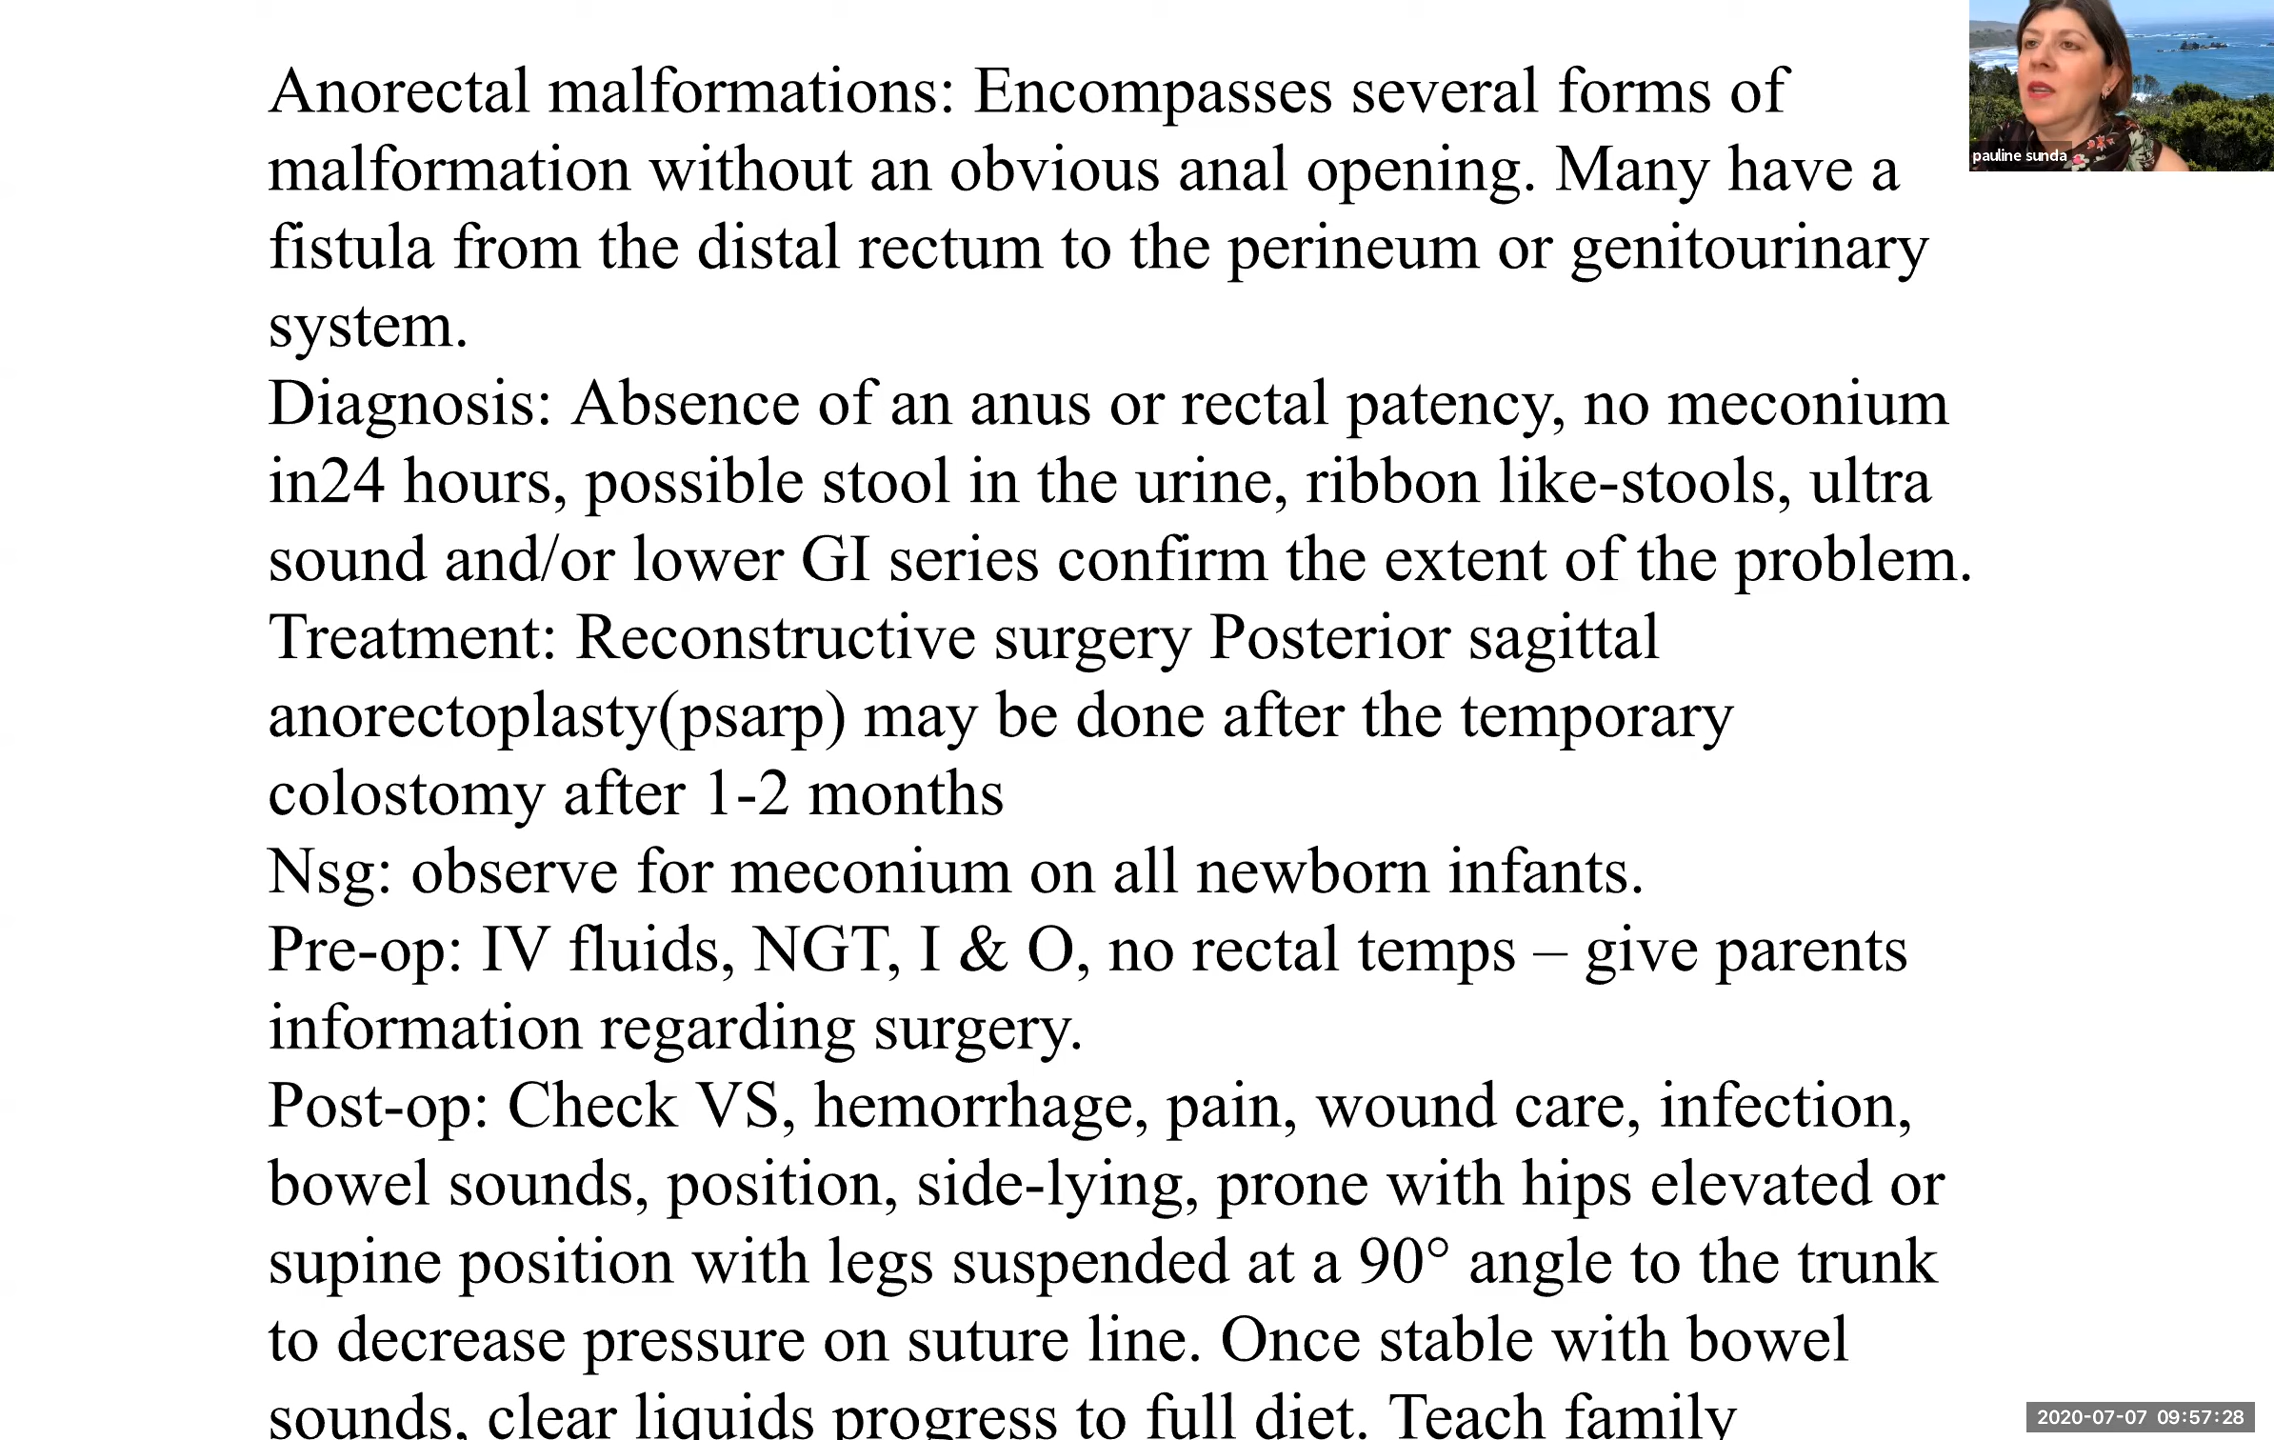 Anorectal malformations: Encompasses several forms of
malformation without an obvious anal opening. Many have a
fistula from the distal rectum to the perineum or genitourinary
system.
Diagnosis: Absence of an anus or rectal patency, no meconium
in24 hours, possible stool in the urine, ribbon like-stools, ultra
sound and/or lower GI series confirm the extent of the problem.
Treatment: Reconstructive surgery Posterior sagittal
anorectoplasty(psarp) may be done after the temporary
colostomy after 1-2 months
Nsg: observe for meconium on all newborn infants.
Pre-op: IV fluids, NGT, I & O, no rectal temps – give parents
information regarding surgery.
Post-op: Check VS, hemorrhage, pain, wound care, infection,
bowel sounds, position, side-lying, prone with hips elevated or
supine position with legs suspended at a 90° angle to the trunk
to decrease pressure on suture line. Once stable with bowel
sounds, clear liquids progress to full diet. Teach family
pauline sunda
2020-07-07 09:57:28